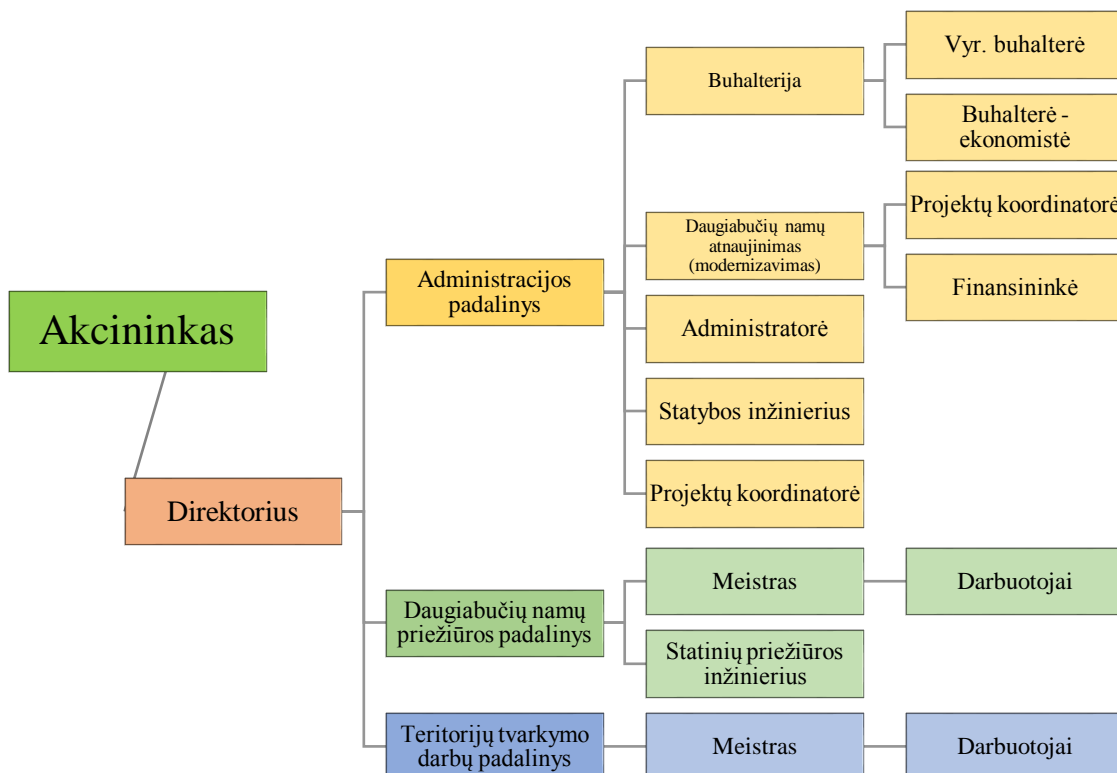 Akcininkas
Direktorius
Administracijos
padalinys
Buhalterija
Vyr. buhalterė
Buhalterė -
ekonomistė
Daugiabučių namų
atnaujinimas
(modernizavimas)
Projektų koordinatorė
Finansininkė
Administratorė
Statybos inžinierius
Projektų koordinatorė
Daugiabučių namų
priežiūros padalinys
Meistras
Darbuotojai
Statinių priežiūros
inžinierius
Teritorijų tvarkymo
darbų padalinys
Meistras
Darbuotojai